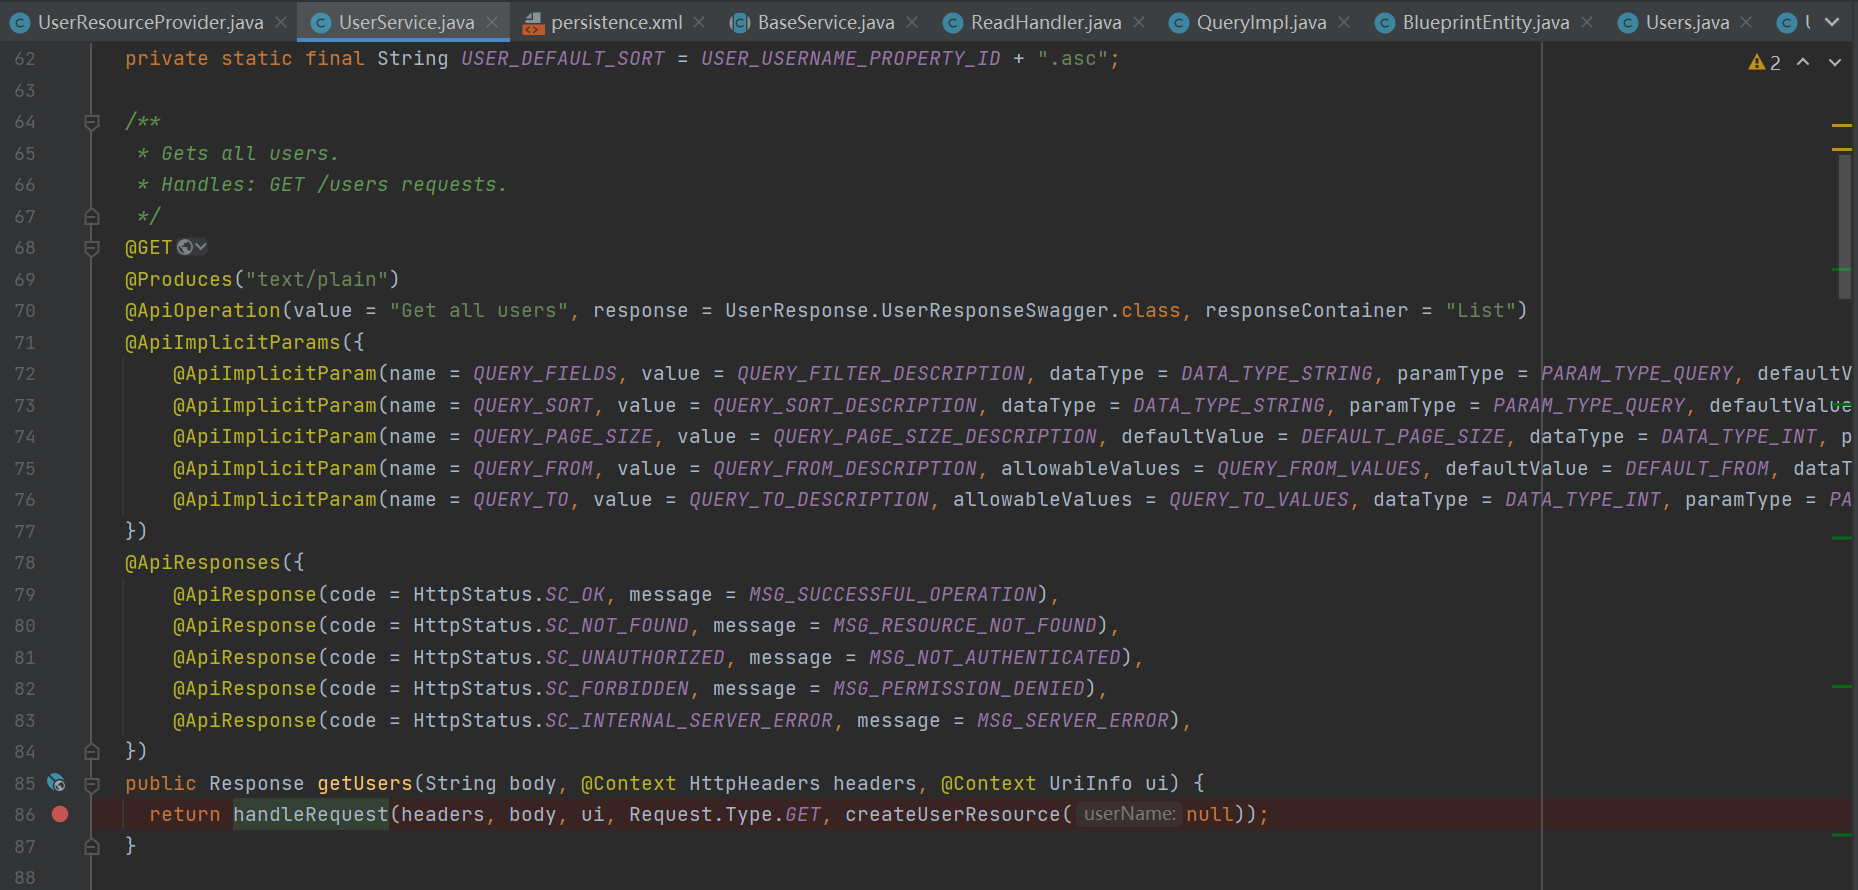 UserResourceProvider.java UserService.java persistence.xml BaseService.java ReadHandler.java QueryImpl.java BlueprintEntity.java Users.java
62 private static final String USER_DEFAULT_SORT = USER_USERNAME_PROPERTY_ID + ".asc";
2
63
64 /**
65 * Gets all users.
66 * Handles: GET /users requests.
67 */
68 @GET
69 @Produces("text/plain")
70 @ApiOperation(value = "Get all users", response = UserResponse.UserResponseSwagger.class, responseContainer = "List")
71 @ApiImplicitParams({
72 @ApiImplicitParam(name = QUERY_FIELDS, value = QUERY_FILTER_DESCRIPTION, dataType = DATA_TYPE_STRING, paramType = PARAM_TYPE_QUERY, defaultV
73 @ApiImplicitParam(name = QUERY_SORT, value = QUERY_SORT_DESCRIPTION, dataType = DATA_TYPE_STRING, paramType = PARAM_TYPE_QUERY, defaultValue
74 @ApiImplicitParam(name = QUERY_PAGE_SIZE, value = QUERY_PAGE_SIZE_DESCRIPTION, defaultValue = DEFAULT_PAGE_SIZE, dataType = DATA_TYPE_INT, p
75 @ApiImplicitParam(name = QUERY_FROM, value = QUERY_FROM_DESCRIPTION, allowableValues = QUERY_FROM_VALUES, defaultValue = DEFAULT_FROM, dataT
76 @ApiImplicitParam(name = QUERY_TO, value = QUERY_TO_DESCRIPTION, allowableValues = QUERY_TO_VALUES, dataType = DATA_TYPE_INT, paramType = PA
77 })
78 @ApiResponses({
79 @ApiResponse(code = HttpStatus.SC_OK, message = MSG_SUCCESSFUL_OPERATION),
80 @ApiResponse(code = HttpStatus.SC_NOT_FOUND, message = MSG_RESOURCE_NOT_FOUND),
81 @ApiResponse(code = HttpStatus.SC_UNAUTHORIZED, message = MSG_NOT_AUTHENTICATED),
82 @ApiResponse(code = HttpStatus.SC_FORBIDDEN, message = MSG_PERMISSION_DENIED),
83 @ApiResponse(code = HttpStatus.SC_INTERNAL_SERVER_ERROR, message = MSG_SERVER_ERROR),
84 })
85 public Response getUsers(String body, @Context HttpHeaders headers, @Context UriInfo ui) {
86 return handleRequest(headers, body, ui, Request.Type.GET, createUserResource( userName: null));
87 }
88